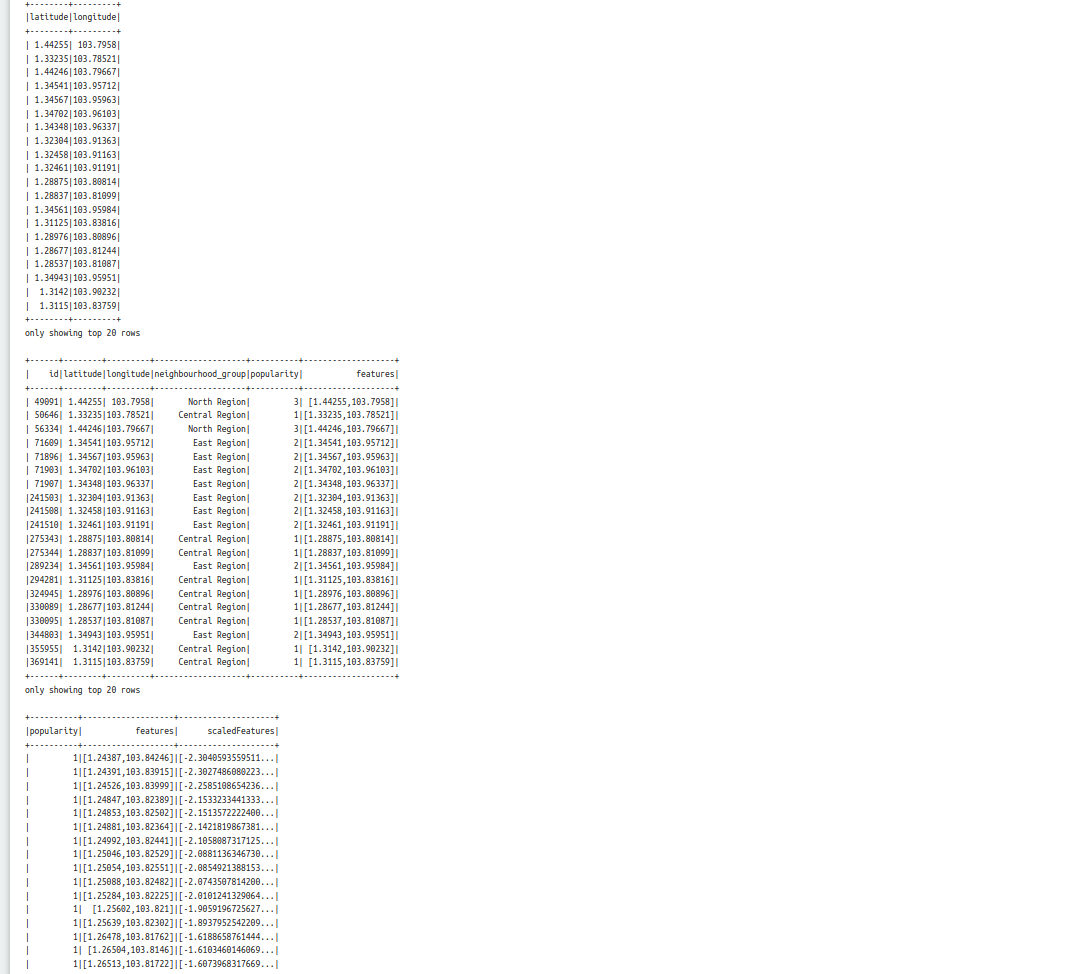 +--------+---------+
|latitude|longitude|
+--------+---------+
| 1.44255| 103.7958|
| 1.33235|103.78521|
| 1.44246|103.79667|
| 1.34541|103.95712|
| 1.34567|103.95963|
| 1.34702|103.96103|
| 1.34348|103.96337|
| 1.32304|103.91363|
| 1.32458|103.91163|
| 1.32461|103.91191|
| 1.28875|103.80814|
| 1.28837|103.81099|
| 1.34561|103.95984|
| 1.31125|103.83816|
| 1.28976|103.80896|
| 1.28677|103.81244|
| 1.28537|103.81087|
| 1.34943|103.95951|
|  1.3142|103.90232|
|  1.3115|103.83759|
+--------+---------+
only showing top 20 rows
+------+--------+---------+-------------------+----------+-------------------+
|    id|latitude|longitude|neighbourhood_group|popularity|           features|
+------+--------+---------+-------------------+----------+-------------------+
| 49091| 1.44255| 103.7958|       North Region|         3| [1.44255,103.7958]|
| 50646| 1.33235|103.78521|     Central Region|         1|[1.33235,103.78521]|
| 56334| 1.44246|103.79667|       North Region|         3|[1.44246,103.79667]|
| 71609| 1.34541|103.95712|        East Region|         2|[1.34541,103.95712]|
| 71896| 1.34567|103.95963|        East Region|         2|[1.34567,103.95963]|
| 71903| 1.34702|103.96103|        East Region|         2|[1.34702,103.96103]|
| 71907| 1.34348|103.96337|        East Region|         2|[1.34348,103.96337]|
|241503| 1.32304|103.91363|        East Region|         2|[1.32304,103.91363]|
|241508| 1.32458|103.91163|        East Region|         2|[1.32458,103.91163]|
|241510| 1.32461|103.91191|        East Region|         2|[1.32461,103.91191]|
|275343| 1.28875|103.80814|     Central Region|         1|[1.28875,103.80814]|
|275344| 1.28837|103.81099|     Central Region|         1|[1.28837,103.81099]|
|289234| 1.34561|103.95984|        East Region|         2|[1.34561,103.95984]|
|294281| 1.31125|103.83816|     Central Region|         1|[1.31125,103.83816]|
|324945| 1.28976|103.80896|     Central Region|         1|[1.28976,103.80896]|
|330089| 1.28677|103.81244|     Central Region|         1|[1.28677,103.81244]|
|330095| 1.28537|103.81087|     Central Region|         1|[1.28537,103.81087]|
|344803| 1.34943|103.95951|        East Region|         2|[1.34943,103.95951]|
|355955|  1.3142|103.90232|     Central Region|         1| [1.3142,103.90232]|
|369141|  1.3115|103.83759|     Central Region|         1| [1.3115,103.83759]|
+------+--------+---------+-------------------+----------+-------------------+
only showing top 20 rows
+----------+-------------------+--------------------+
|popularity|           features|      scaledFeatures|
+----------+-------------------+--------------------+
|         1|[1.24387,103.84246]|[-2.3040593559511...|
|         1|[1.24391,103.83915]|[-2.3027486080223...|
|         1|[1.24526,103.83999]|[-2.2585108654236...|
|         1|[1.24847,103.82389]|[-2.1533233441333...|
|         1|[1.24853,103.82502]|[-2.1513572222400...|
|         1|[1.24881,103.82364]|[-2.1421819867381...|
|         1|[1.24992,103.82441]|[-2.1058087317125...|
|         1|[1.25046,103.82529]|[-2.0881136346730...|
|         1|[1.25054,103.82551]|[-2.0854921388153...|
|         1|[1.25088,103.82482]|[-2.0743507814200...|
|         1|[1.25284,103.82225]|[-2.0101241329064...|
|         1|  [1.25602,103.821]|[-1.9059196725627...|
|         1|[1.25639,103.82302]|[-1.8937952542209...|
|         1|[1.26478,103.81762]|[-1.6188658761444...|
|         1| [1.26504,103.8146]|[-1.6103460146069...|
|         1|[1.26513,103.81722]|[-1.6073968317669...|